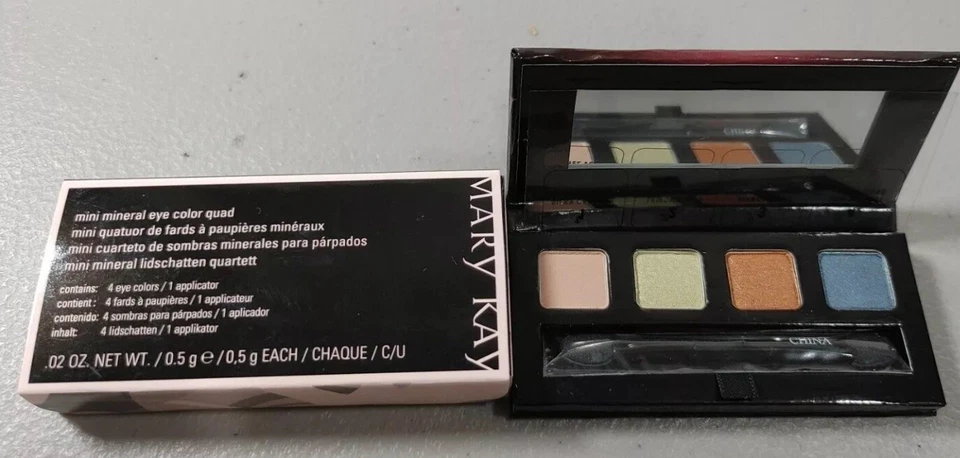 mini mineral eye color quad
mini quatuor de fards à paupières minéraux
mini cuarteto de sombras minerales para párpados
mini mineral lidschatten quartett
contains: 4 eye colors / 1 applicator
contient: 4 fards à paupières / 1 applicateur
contenido: 4 sombras para párpados / 1 aplicador
inhalt: 4 lidschatten / 1 applikator
.02 OZ. NET WT. / 0.5 g e / 0,5 g EACH / CHAQUE / C/U
MARY KAY
CHINA